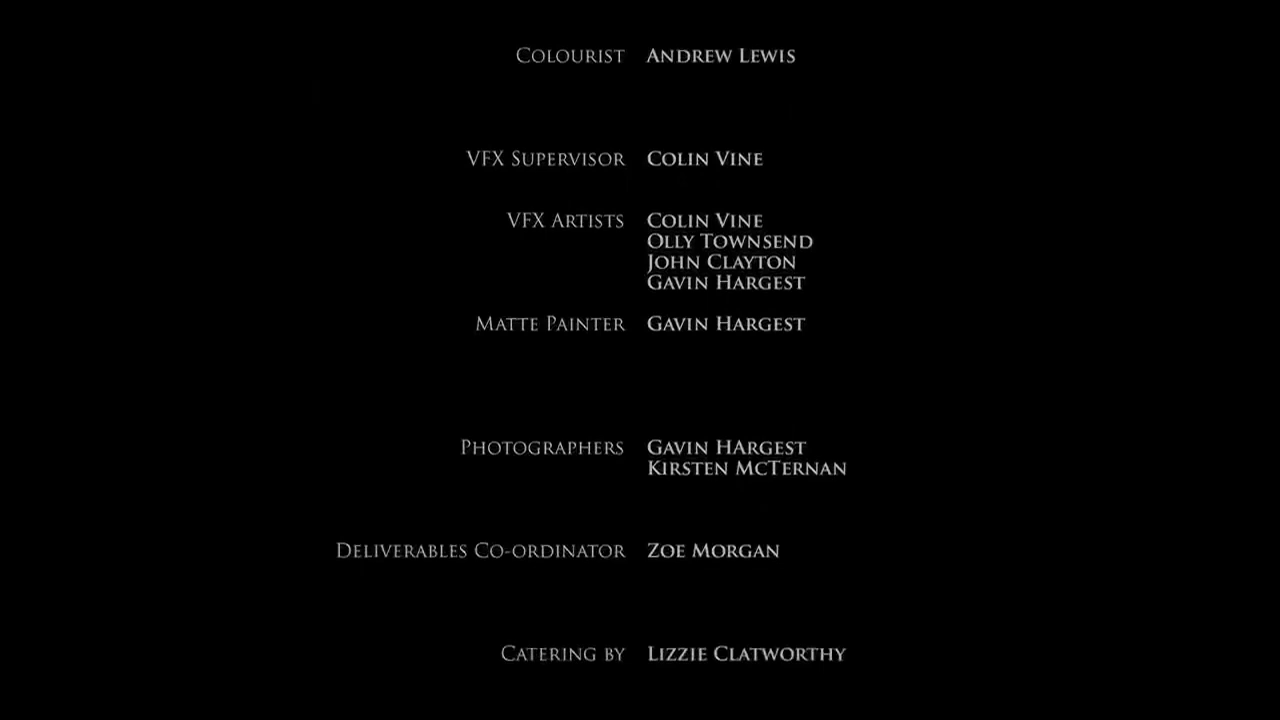 Colourist Andrew Lewis
VFX Supervisor Colin Vine
VFX Artists Colin Vine
Olly Townsend
John Clayton
Gavin Hargest
Matte Painter Gavin Hargest
Photographers Gavin HArgest
Kirsten McTernan
Deliverables Co-ordinator Zoe Morgan
Catering by Lizzie Clatworthy